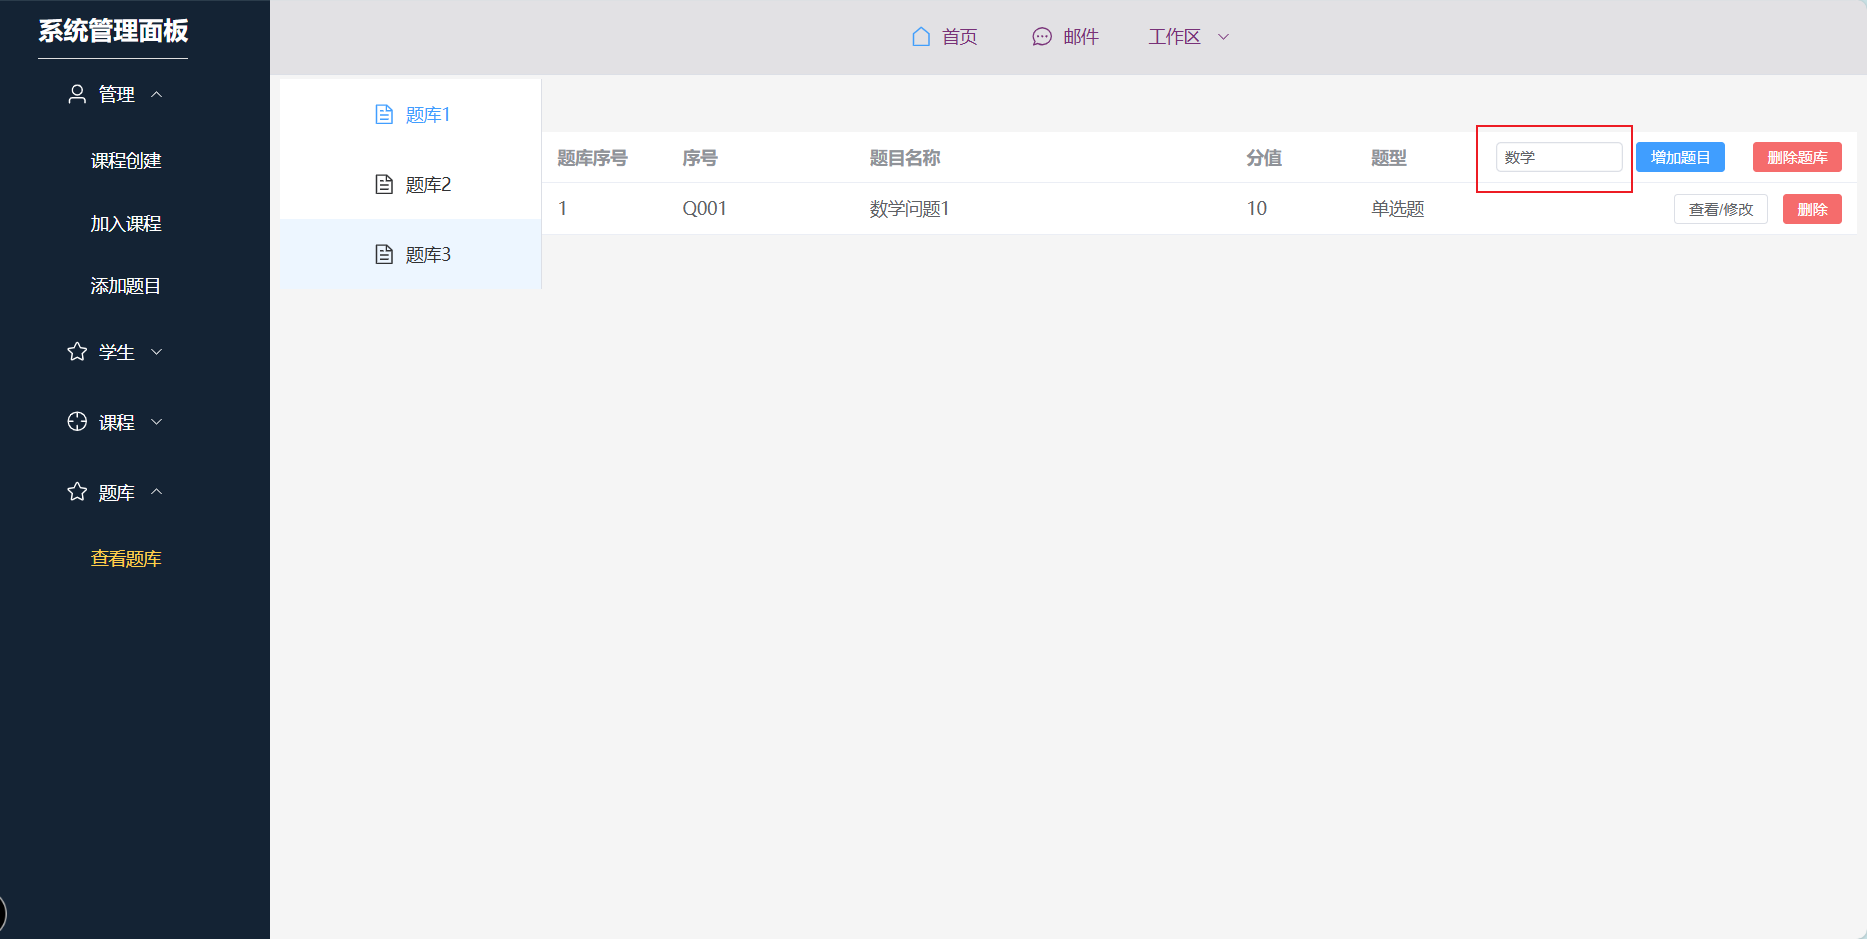 系统管理面板
管理
课程创建
加入课程
添加题目
学生
课程
题库
查看题库
首页 邮件 工作区
题库1
题库2
题库3
题库序号 序号 题目名称 分值 题型 数学 增加题目 删除题库
1 Q001 数学问题1 10 单选题 查看/修改 删除